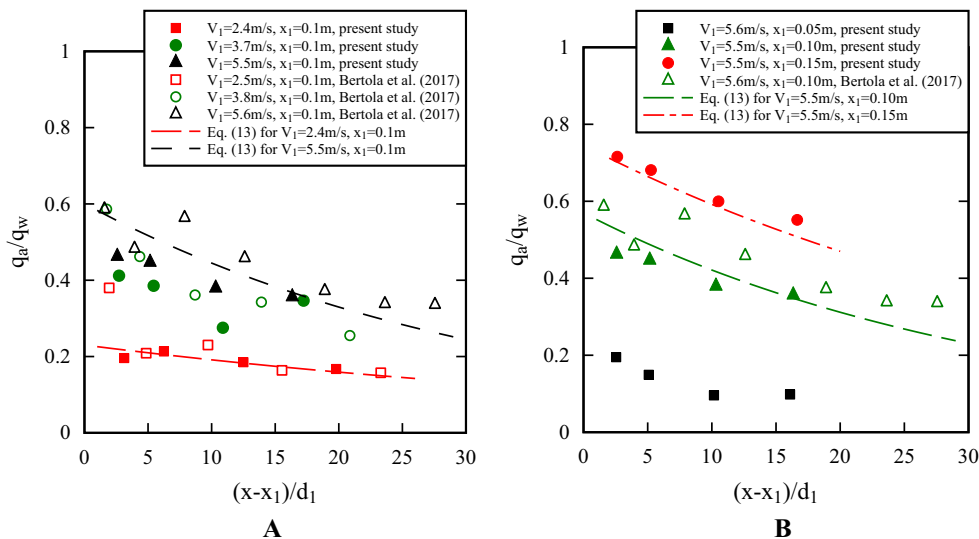 V₁=2.4m/s, x₁=0.1m, present study
V₁=3.7m/s, x₁=0.1m, present study
V₁=5.5m/s, x₁=0.1m, present study
V₁=2.5m/s, x₁=0.1m, Bertola et al. (2017)
V₁=3.8m/s, x₁=0.1m, Bertola et al. (2017)
V₁=5.6m/s, x₁=0.1m, Bertola et al. (2017)
Eq. (13) for V₁=2.4m/s, x₁=0.1m
Eq. (13) for V₁=5.5m/s, x₁=0.1m
1
0.8
0.6
0.4
0.2
0
qₐ/q_w
0 5 10 15 20 25 30
(x-x₁)/d₁
A
V₁=5.6m/s, x₁=0.05m, present study
V₁=5.5m/s, x₁=0.10m, present study
V₁=5.5m/s, x₁=0.15m, present study
V₁=5.6m/s, x₁=0.10m, Bertola et al. (2017)
Eq. (13) for V₁=5.5m/s, x₁=0.10m
Eq. (13) for V₁=5.5m/s, x₁=0.15m
1
0.8
0.6
0.4
0.2
0
qₐ/q_w
0 5 10 15 20 25 30
(x-x₁)/d₁
B